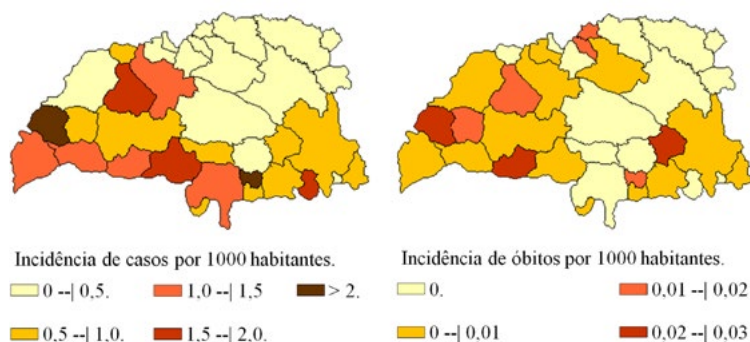 Incidência de casos por 1000 habitantes.
0 --| 0,5.
1,0 --| 1,5
> 2.
0,5 --| 1,0.
1,5 --| 2,0.
Incidência de óbitos por 1000 habitantes.
0.
0,01 --| 0,02
0 --| 0,01
0,02 --| 0,03